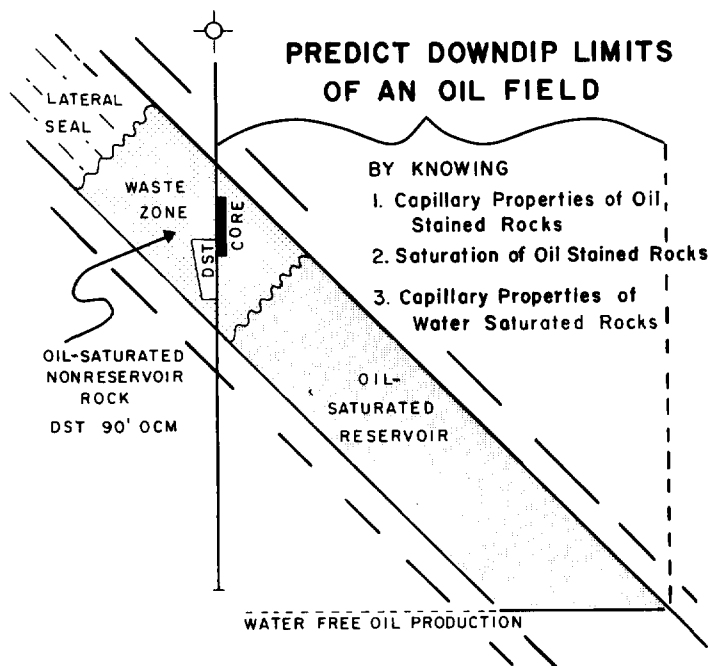 PREDICT DOWNDIP LIMITS
OF AN OIL FIELD
LATERAL
SEAL
WASTE
ZONE
CORE
DST
BY KNOWING
1. Capillary Properties of Oil
Stained Rocks
2. Saturation of Oil Stained Rocks
3. Capillary Properties of
Water Saturated Rocks
OIL-SATURATED
NONRESERVOIR
ROCK
DST 90' OCM
OIL-
SATURATED
RESERVOIR
WATER FREE OIL PRODUCTION